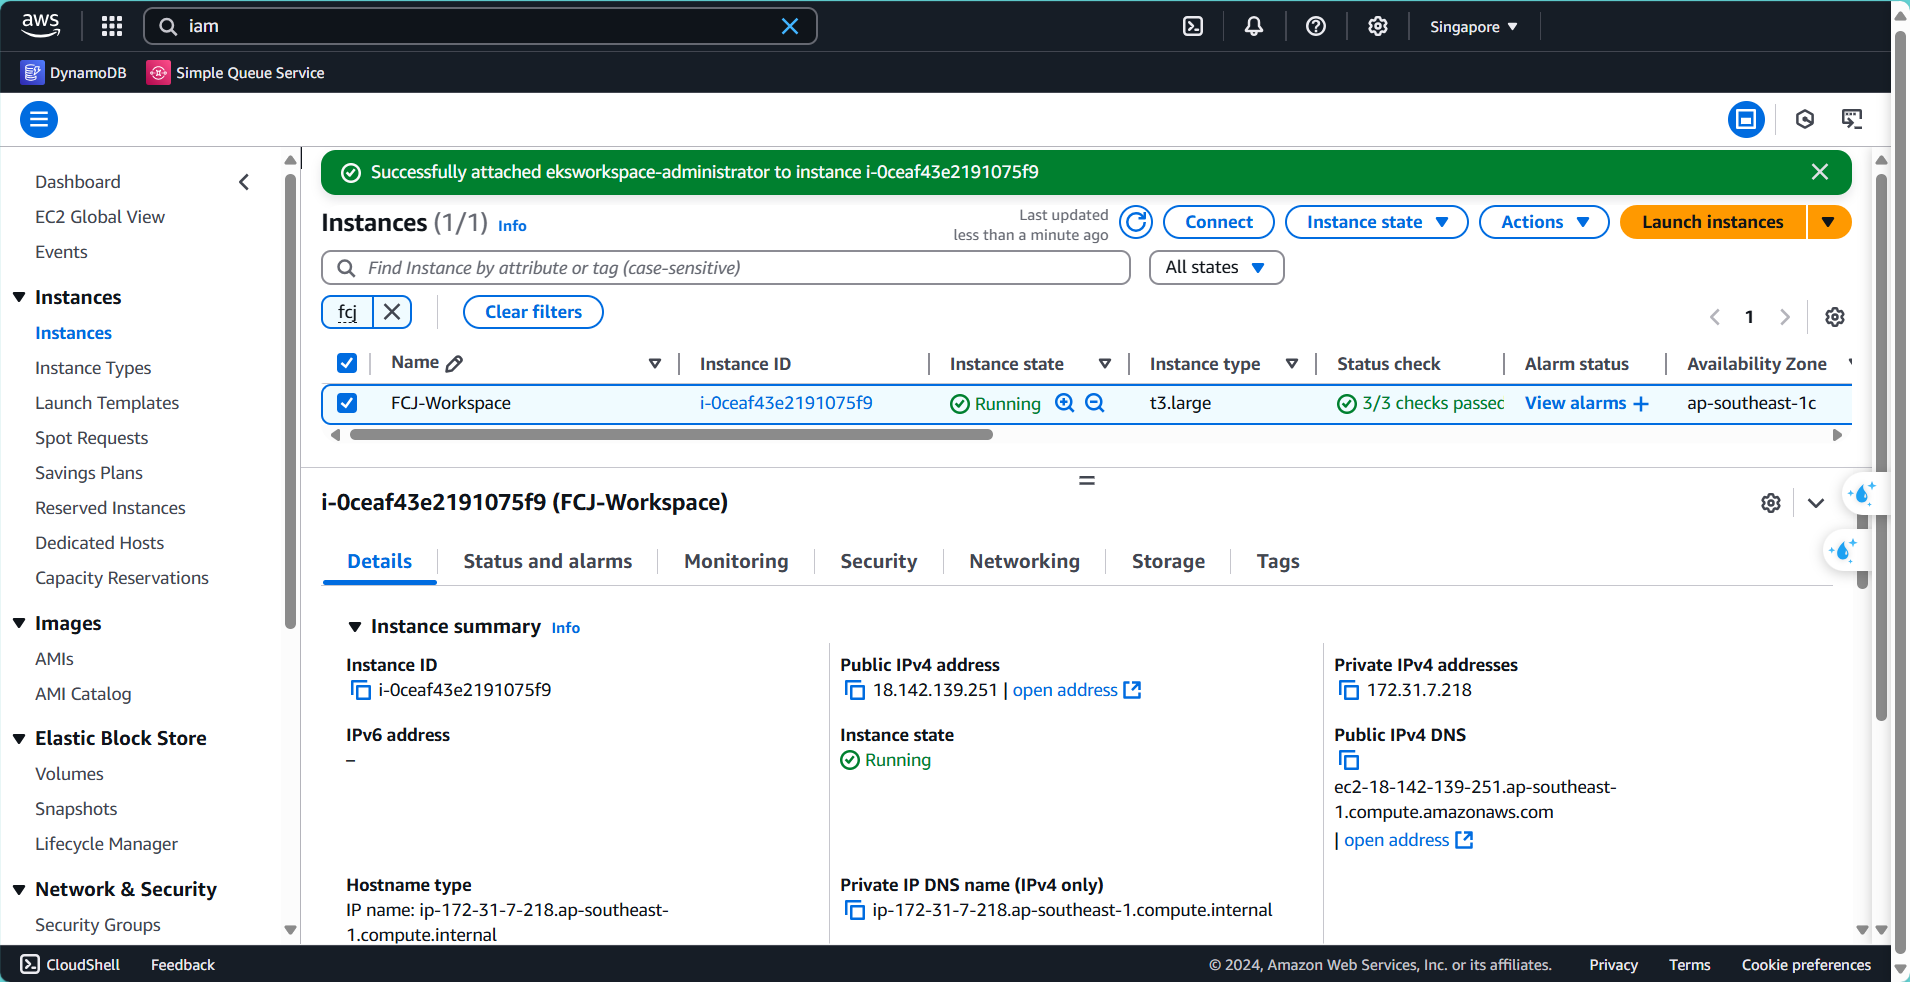 aws
iam
Singapore
DynamoDB
Simple Queue Service
Dashboard
EC2 Global View
Events
Instances
Instances
Instance Types
Launch Templates
Spot Requests
Savings Plans
Reserved Instances
Dedicated Hosts
Capacity Reservations
Images
AMIs
AMI Catalog
Elastic Block Store
Volumes
Snapshots
Lifecycle Manager
Network & Security
Security Groups
Successfully attached eksworkspace-administrator to instance i-0ceaf43e2191075f9
Instances (1/1) Info
Last updated
less than a minute ago
Connect
Instance state
Actions
Launch instances
Find Instance by attribute or tag (case-sensitive)
All states
fcj
Clear filters
1
Name Instance ID Instance state Instance type Status check Alarm status Availability Zone
FCJ-Workspace i-0ceaf43e2191075f9 Running t3.large 3/3 checks passed View alarms ap-southeast-1c
i-0ceaf43e2191075f9 (FCJ-Workspace)
Details Status and alarms Monitoring Security Networking Storage Tags
Instance summary Info
Instance ID
i-0ceaf43e2191075f9
Public IPv4 address
18.142.139.251 | open address
Private IPv4 addresses
172.31.7.218
IPv6 address
–
Instance state
Running
Public IPv4 DNS
ec2-18-142-139-251.ap-southeast-
1.compute.amazonaws.com
| open address
Hostname type
IP name: ip-172-31-7-218.ap-southeast-
1.compute.internal
Private IP DNS name (IPv4 only)
ip-172-31-7-218.ap-southeast-1.compute.internal
CloudShell
Feedback
© 2024, Amazon Web Services, Inc. or its affiliates.
Privacy
Terms
Cookie preferences